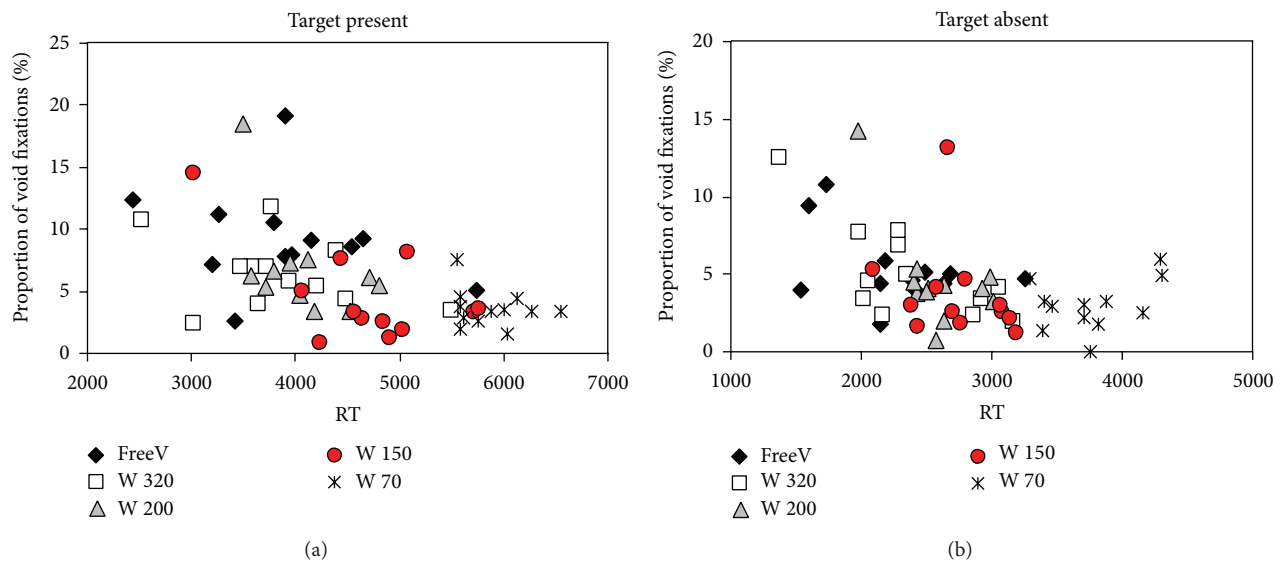 Target present
Proportion of void fixations (%)
25
20
15
10
5
0
2000 3000 4000 5000 6000 7000
RT
FreeV
W 320
W 200
W 150
W 70
(a)
Target absent
Proportion of void fixations (%)
20
15
10
5
0
1000 2000 3000 4000 5000
RT
FreeV
W 320
W 200
W 150
W 70
(b)